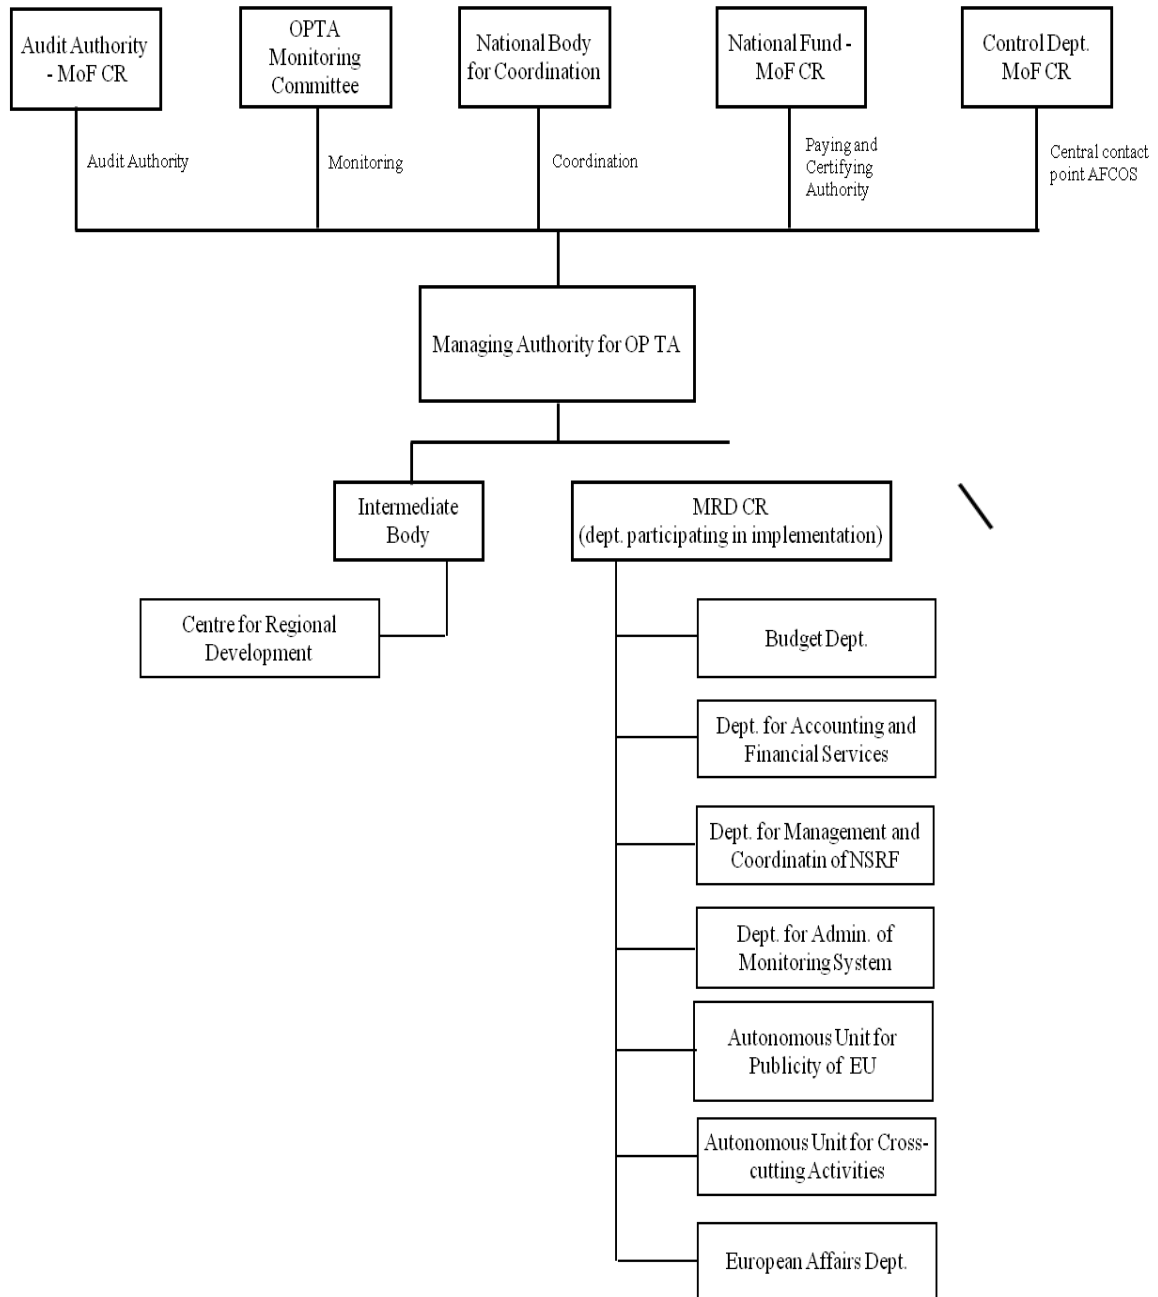 Audit Authority
- MoF CR
OPTA
Monitoring
Committee
National Body
for Coordination
National Fund -
MoF CR
Control Dept.
MoF CR
Audit Authority
Monitoring
Coordination
Paying and
Certifying
Authority
Central contact
point AFCOS
Managing Authority for OP TA
Intermediate
Body
MRD CR
(dept. participating in implementation)
Centre for Regional
Development
Budget Dept.
Dept. for Accounting and
Financial Services
Dept. for Management and
Coordinatin of NSRF
Dept. for Admin. of
Monitoring System
Autonomous Unit for
Publicity of EU
Autonomous Unit for Cross-
cutting Activities
European Affairs Dept.